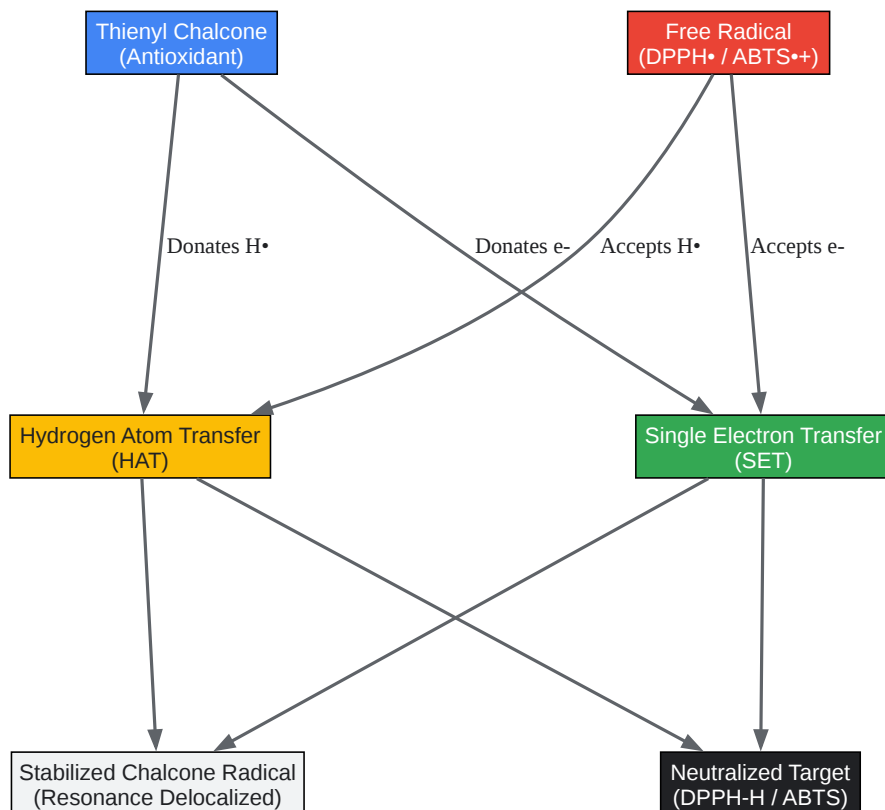 Thienyl Chalcone
(Antioxidant)
Free Radical
(DPPH• / ABTS•+)
Donates H•
Donates e-
Accepts H•
Accepts e-
Hydrogen Atom Transfer
(HAT)
Single Electron Transfer
(SET)
Stabilized Chalcone Radical
(Resonance Delocalized)
Neutralized Target
(DPPH-H / ABTS)